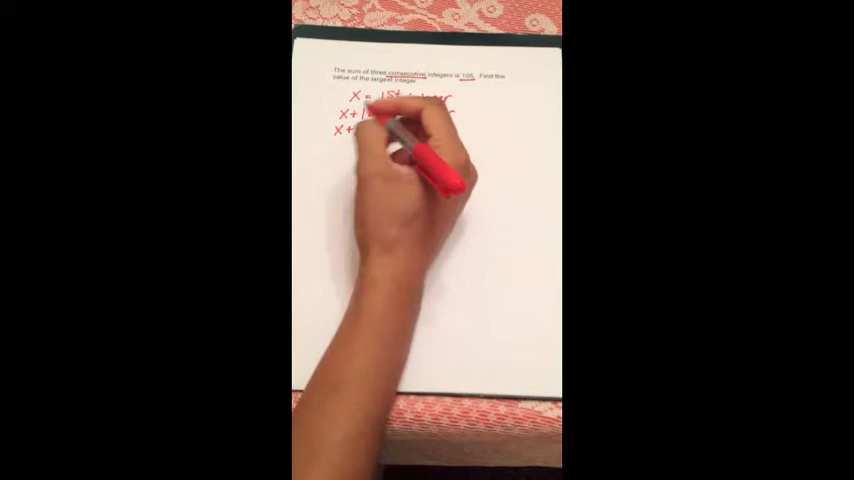 The sum of three consecutive integers is 105. Find the
value of the largest integer.
x = 1st
x + 1
x +